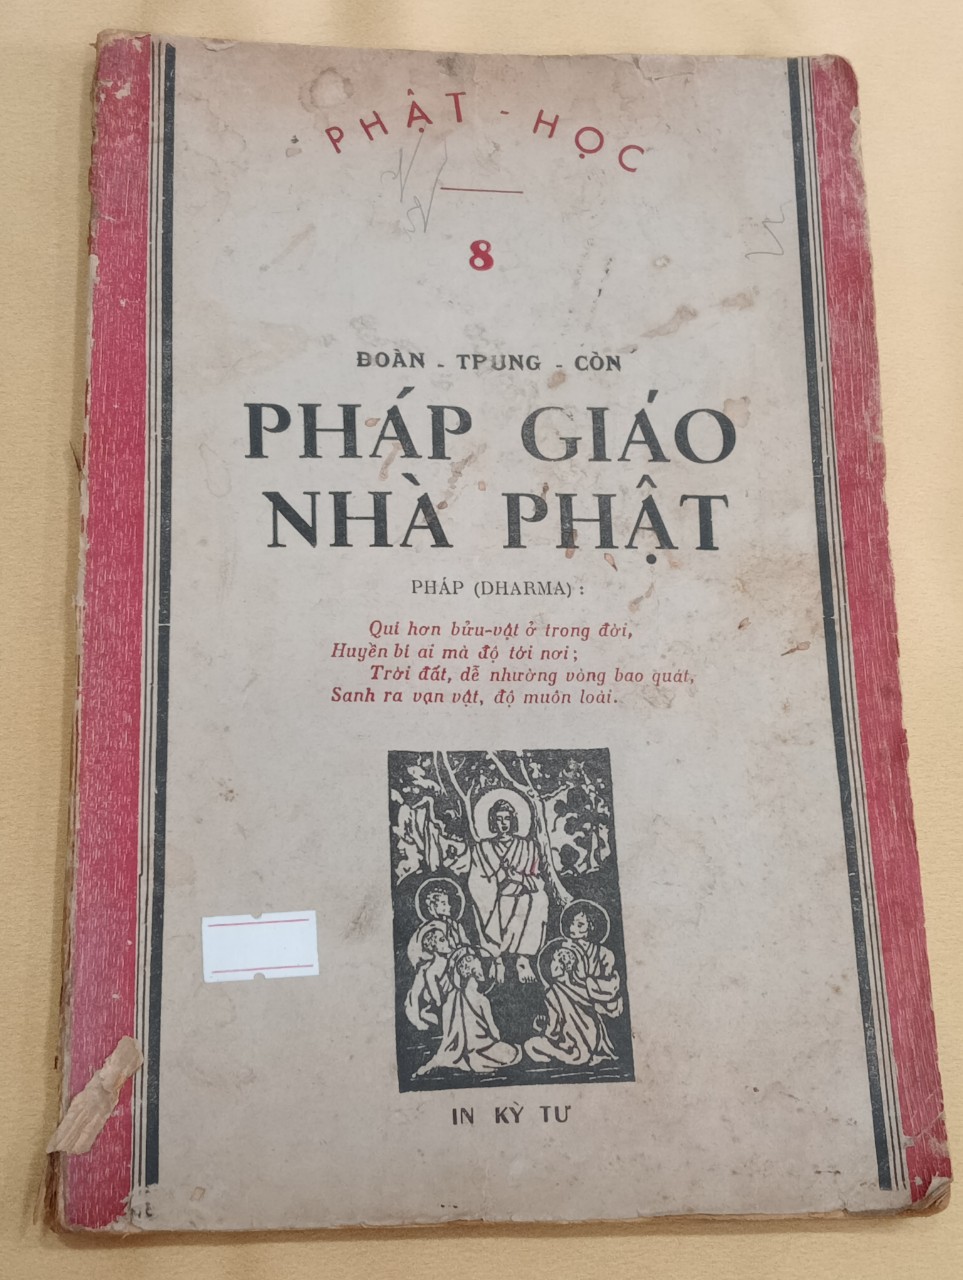 PHẬT - HỌC
8
ĐOÀN - TRUNG - CÒN
PHÁP GIÁO
NHÀ PHẬT
PHÁP (DHARMA) :
Quí hơn bửu-vật ở trong đời,
Huyền bí ai mà độ tới nơi ;
Trời đất, dễ nhường vòng bao quát,
Sanh ra vạn vật, độ muôn loài.
IN KỲ TƯ